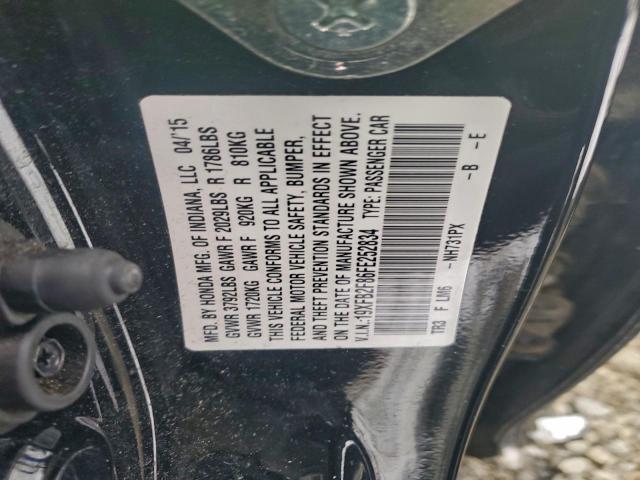 MFD. BY HONDA MFG. OF INDIANA, LLC 04/'15
GVWR 3792LBS GAWR F 2029LBS R 1786LBS
GVWR 1720KG GAWR F 920KG R 810KG
THIS VEHICLE CONFORMS TO ALL APPLICABLE
FEDERAL MOTOR VEHICLE SAFETY, BUMPER,
AND THEFT PREVENTION STANDARDS IN EFFECT
ON THE DATE OF MANUFACTURE SHOWN ABOVE.
V.I.N.:19XFB2F86FE252834 TYPE: PASSENGER CAR
TR3 F LM6 -NH731PX -B -E